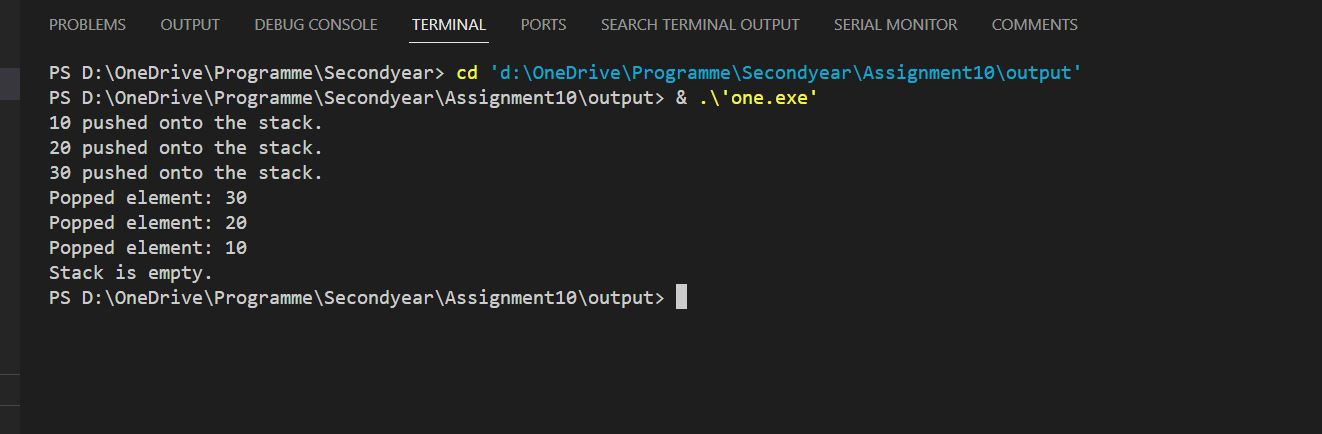 PROBLEMS OUTPUT DEBUG CONSOLE TERMINAL PORTS SEARCH TERMINAL OUTPUT SERIAL MONITOR COMMENTS
PS D:\OneDrive\Programme\Secondyear> cd 'd:\OneDrive\Programme\Secondyear\Assignment10\output'
PS D:\OneDrive\Programme\Secondyear\Assignment10\output> & .\'one.exe'
10 pushed onto the stack.
20 pushed onto the stack.
30 pushed onto the stack.
Popped element: 30
Popped element: 20
Popped element: 10
Stack is empty.
PS D:\OneDrive\Programme\Secondyear\Assignment10\output>